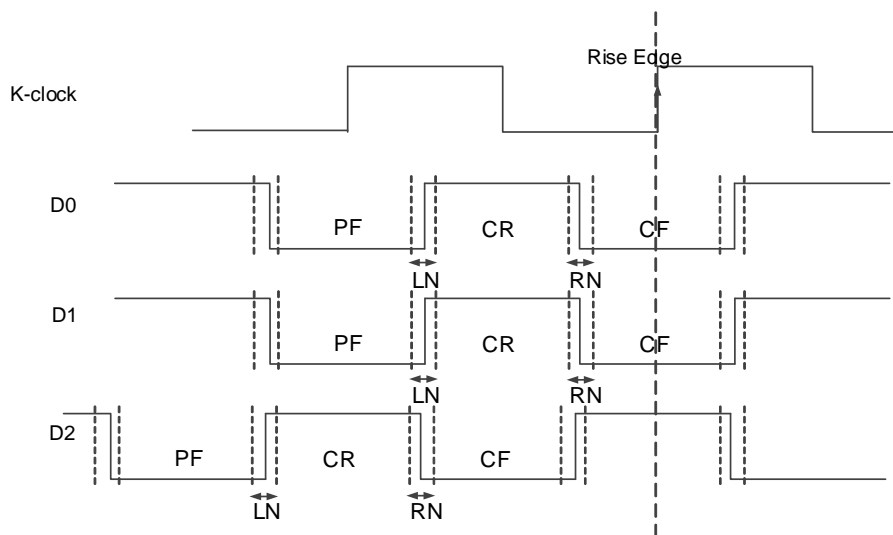 Rise Edge
K-clock
D0
PF
CR
CF
LN
RN
D1
PF
CR
CF
LN
RN
D2
PF
CR
CF
LN
RN